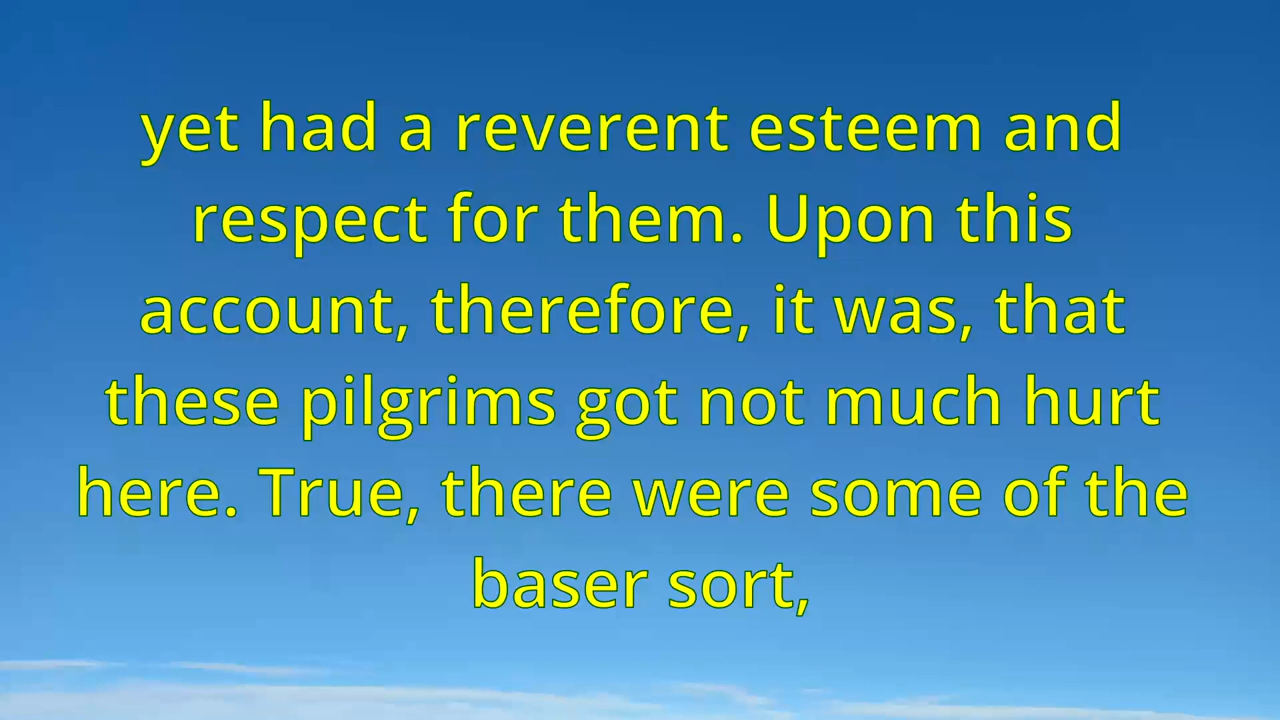 yet had a reverent esteem and
respect for them. Upon this
account, therefore, it was, that
these pilgrims got not much hurt
here. True, there were some of the
baser sort,